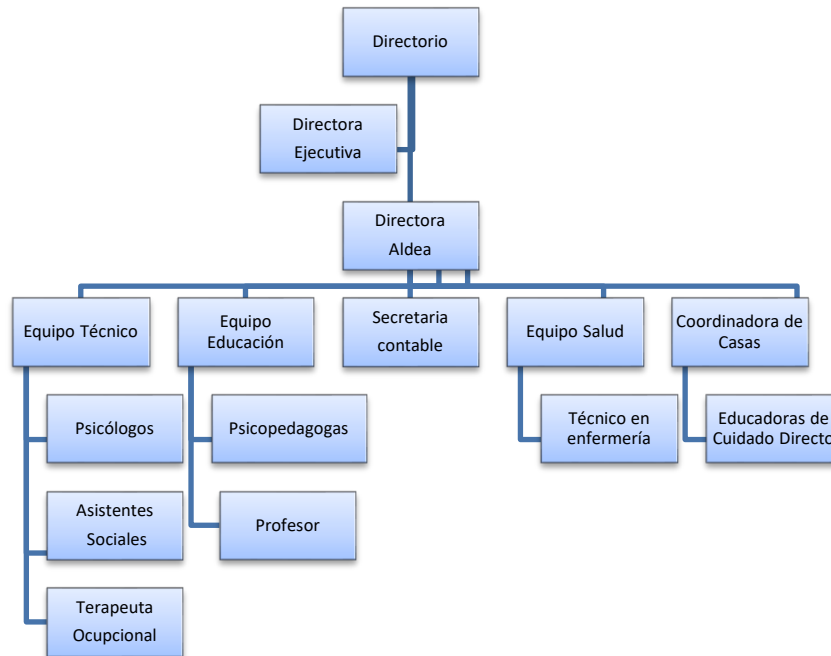 Directorio
Directora
Ejecutiva
Directora
Aldea
Equipo Técnico
Equipo
Educación
Secretaria
contable
Equipo Salud
Coordinadora de
Casas
Psicólogos
Psicopedagogas
Técnico en
enfermería
Educadoras de
Cuidado Direct
Asistentes
Sociales
Profesor
Terapeuta
Ocupcional